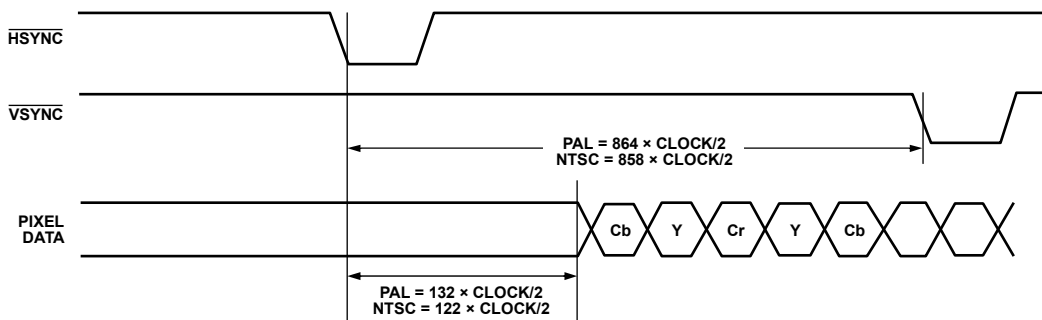 HSYNC
VSYNC
PAL = 864 × CLOCK/2
NTSC = 858 × CLOCK/2
PIXEL
DATA
Cb Y Cr Y Cb
PAL = 132 × CLOCK/2
NTSC = 122 × CLOCK/2